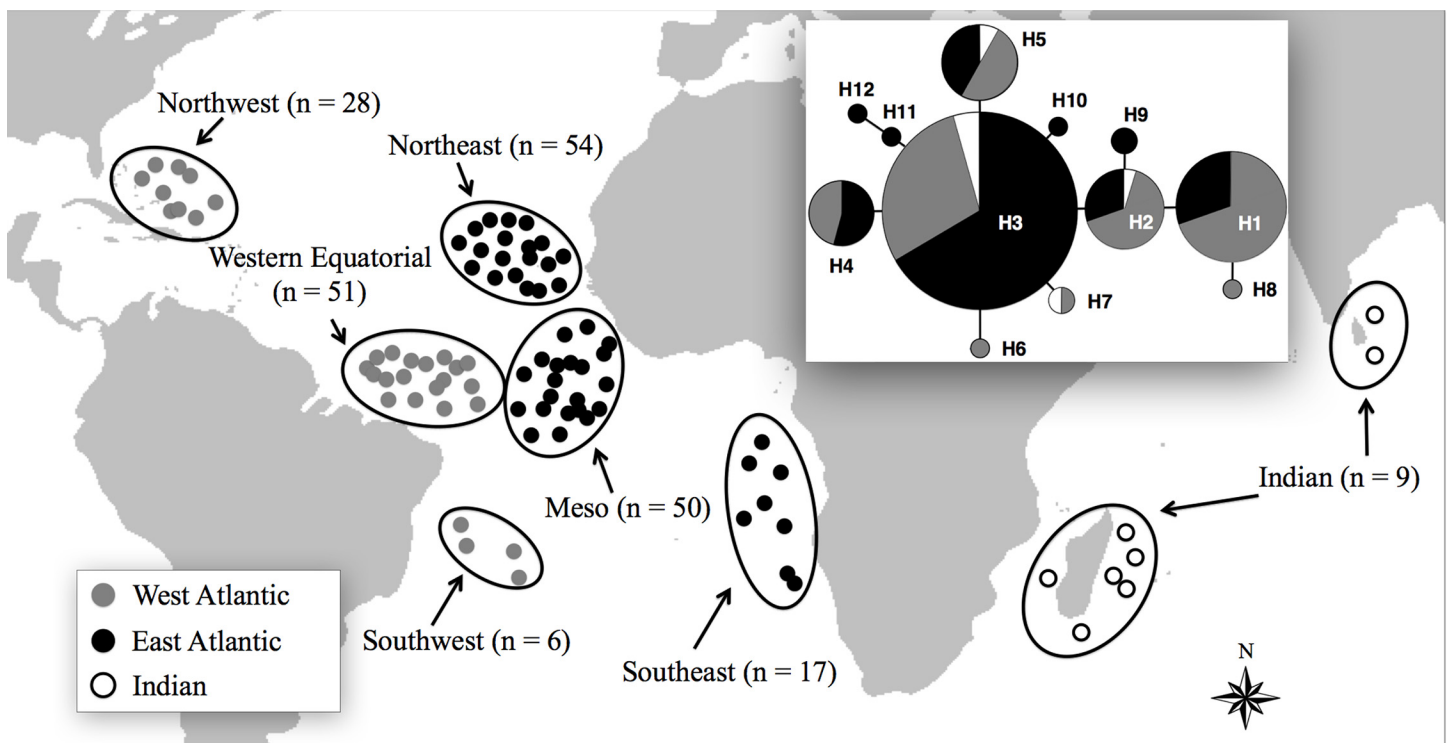 Northwest (n = 28)
Northeast (n = 54)
Western Equatorial
(n = 51)
Meso (n = 50)
Southwest (n = 6)
Southeast (n = 17)
Indian (n = 9)
West Atlantic
East Atlantic
Indian
N
H5
H12
H11
H10
H9
H3
H2
H1
H4
H7
H8
H6